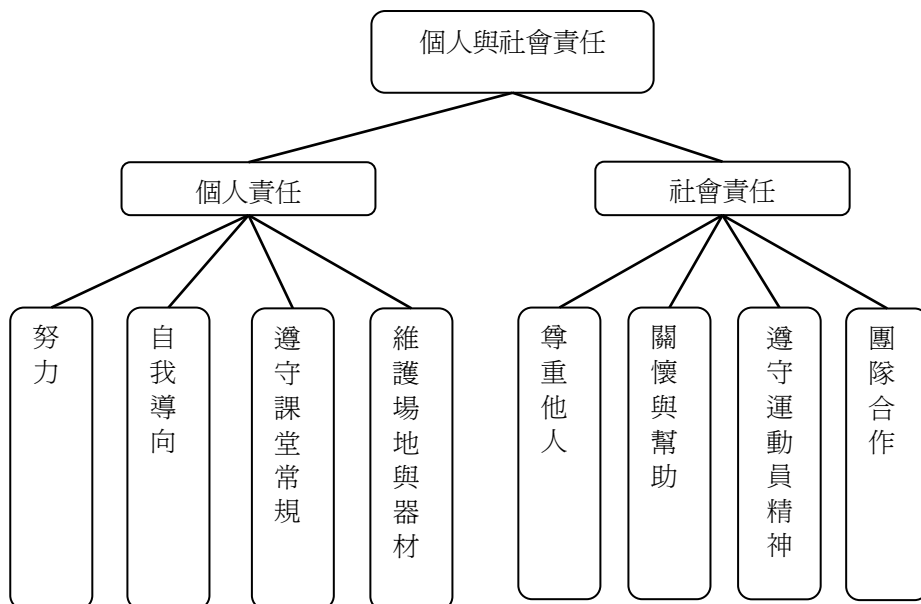 個人與社會責任
個人責任
社會責任
努力
自我導向
遵守課堂常規
維護場地與器材
尊重他人
關懷與幫助
遵守運動員精神
團隊合作